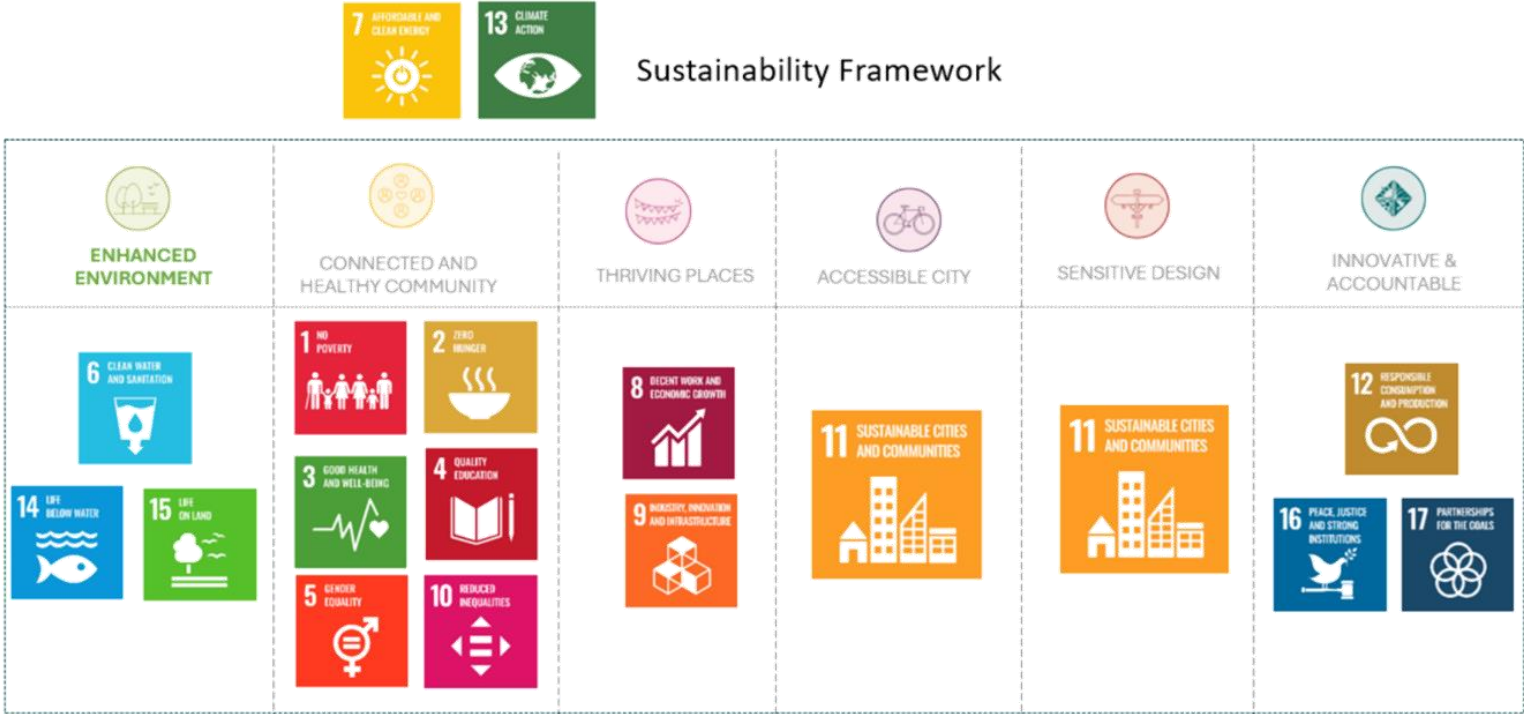 7 AFFORDABLE AND
CLEAN ENERGY
13 CLIMATE
ACTION
Sustainability Framework
ENHANCED
ENVIRONMENT
CONNECTED AND
HEALTHY COMMUNITY
THRIVING PLACES
ACCESSIBLE CITY
SENSITIVE DESIGN
INNOVATIVE &
ACCOUNTABLE
6 CLEAN WATER
AND SANITATION
14 LIFE
BELOW WATER
15 LIFE
ON LAND
1 NO
POVERTY
2 ZERO
HUNGER
3 GOOD HEALTH
AND WELL-BEING
4 QUALITY
EDUCATION
5 GENDER
EQUALITY
10 REDUCED
INEQUALITIES
8 DECENT WORK AND
ECONOMIC GROWTH
9 INDUSTRY, INNOVATION
AND INFRASTRUCTURE
11 SUSTAINABLE CITIES
AND COMMUNITIES
11 SUSTAINABLE CITIES
AND COMMUNITIES
12 RESPONSIBLE
CONSUMPTION
AND PRODUCTION
16 PEACE, JUSTICE
AND STRONG
INSTITUTIONS
17 PARTNERSHIPS
FOR THE GOALS